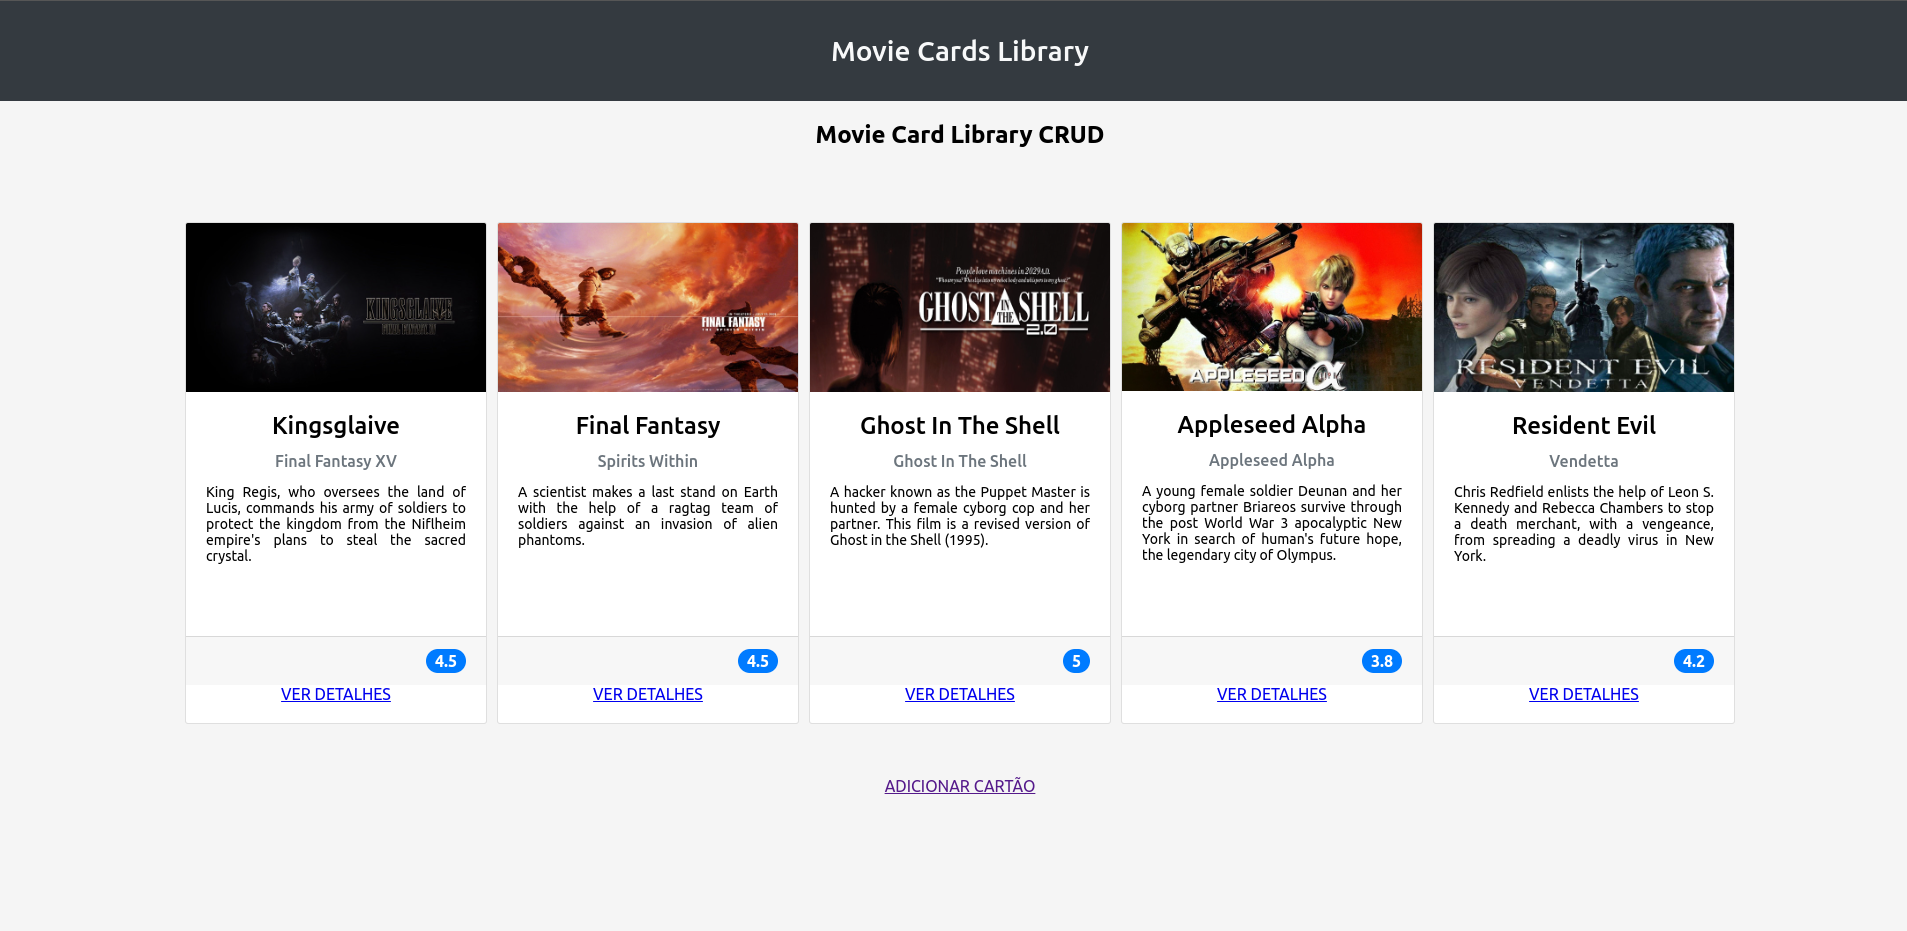 Movie Cards Library
Movie Card Library CRUD
KINGSGLAIVE
FINAL FANTASY XV
Kingsglaive
Final Fantasy XV
King Regis, who oversees the land of
Lucis, commands his army of soldiers to
protect the kingdom from the Niflheim
empire's plans to steal the sacred
crystal.
4.5
VER DETALHES
FINAL FANTASY
THE SPIRITS WITHIN
Final Fantasy
Spirits Within
A scientist makes a last stand on Earth
with the help of a ragtag team of
soldiers against an invasion of alien
phantoms.
4.5
VER DETALHES
People love machines in 2029 A.D.
GHOST IN THE SHELL
2.0
Ghost In The Shell
Ghost In The Shell
A hacker known as the Puppet Master is
hunted by a female cyborg cop and her
partner. This film is a revised version of
Ghost in the Shell (1995).
5
VER DETALHES
APPLESEED α
Appleseed Alpha
Appleseed Alpha
A young female soldier Deunan and her
cyborg partner Briareos survive through
the post World War 3 apocalyptic New
York in search of human's future hope,
the legendary city of Olympus.
3.8
VER DETALHES
RESIDENT EVIL
VENDETTA
Resident Evil
Vendetta
Chris Redfield enlists the help of Leon S.
Kennedy and Rebecca Chambers to stop
a death merchant, with a vengeance,
from spreading a deadly virus in New
York.
4.2
VER DETALHES
ADICIONAR CARTÃO